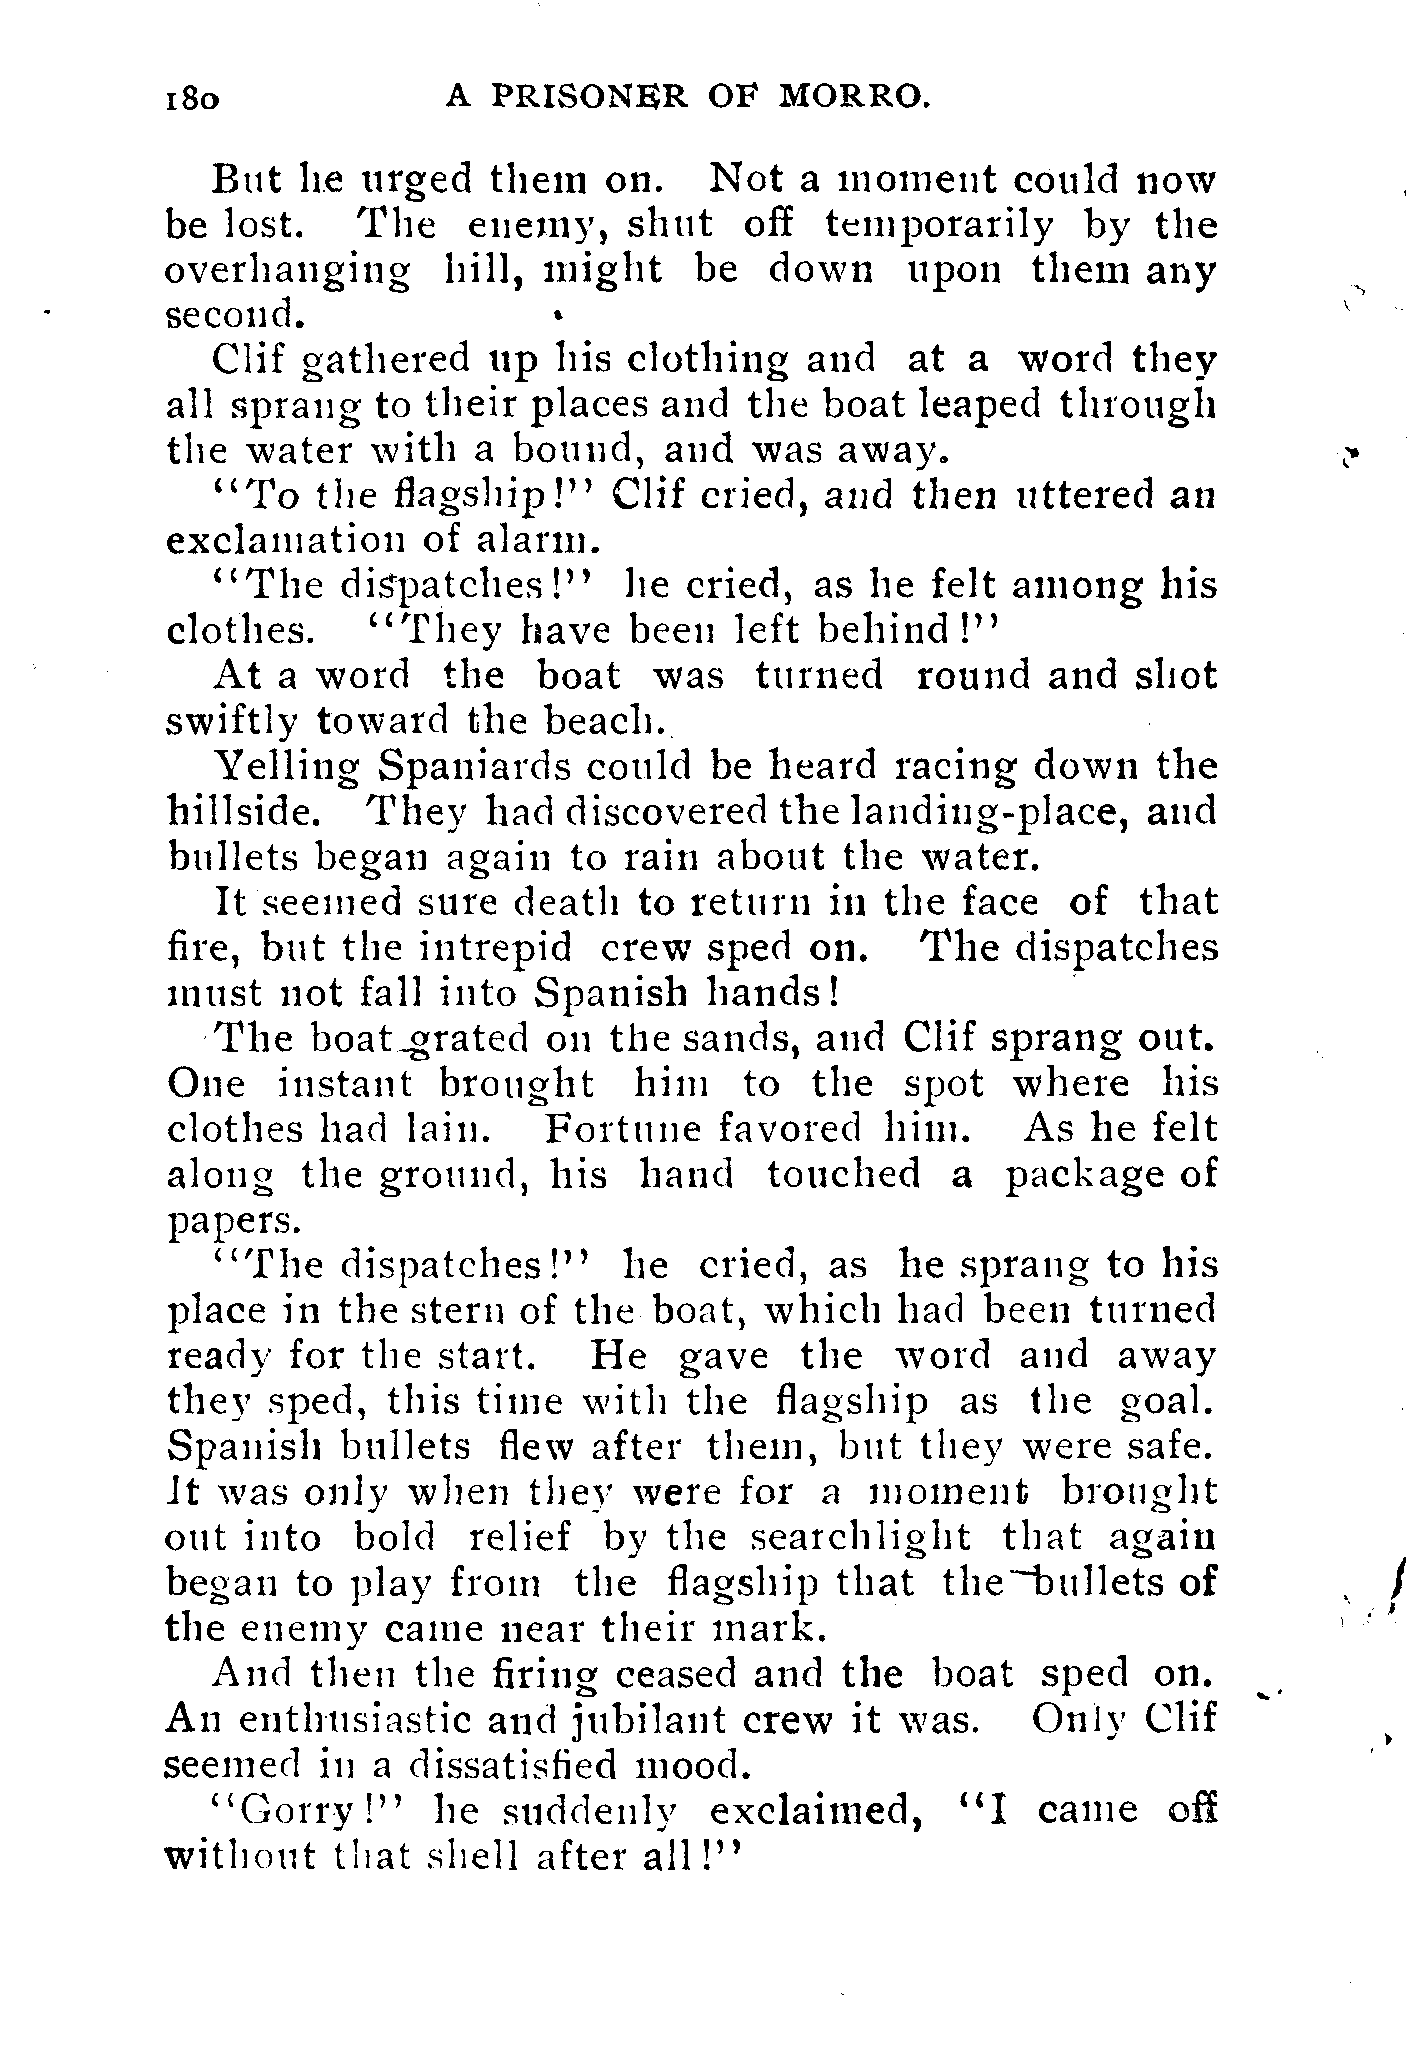 180 A PRISONER OF MORRO.
But he urged them on. Not a moment could now
be lost. The enemy, shut off temporarily by the
overhanging hill, might be down upon them any
second.
Clif gathered up his clothing and at a word they
all sprang to their places and the boat leaped through
the water with a bound, and was away.
"To the flagship!" Clif cried, and then uttered an
exclamation of alarm.
"The dispatches!" he cried, as he felt among his
clothes. "They have been left behind!"
At a word the boat was turned round and shot
swiftly toward the beach.
Yelling Spaniards could be heard racing down the
hillside. They had discovered the landing-place, and
bullets began again to rain about the water.
It seemed sure death to return in the face of that
fire, but the intrepid crew sped on. The dispatches
must not fall into Spanish hands!
The boat grated on the sands, and Clif sprang out.
One instant brought him to the spot where his
clothes had lain. Fortune favored him. As he felt
along the ground, his hand touched a package of
papers.
"The dispatches!" he cried, as he sprang to his
place in the stern of the boat, which had been turned
ready for the start. He gave the word and away
they sped, this time with the flagship as the goal.
Spanish bullets flew after them, but they were safe.
It was only when they were for a moment brought
out into bold relief by the searchlight that again
began to play from the flagship that the bullets of
the enemy came near their mark.
And then the firing ceased and the boat sped on.
An enthusiastic and jubilant crew it was. Only Clif
seemed in a dissatisfied mood.
"Gorry!" he suddenly exclaimed, "I came off
without that shell after all!"